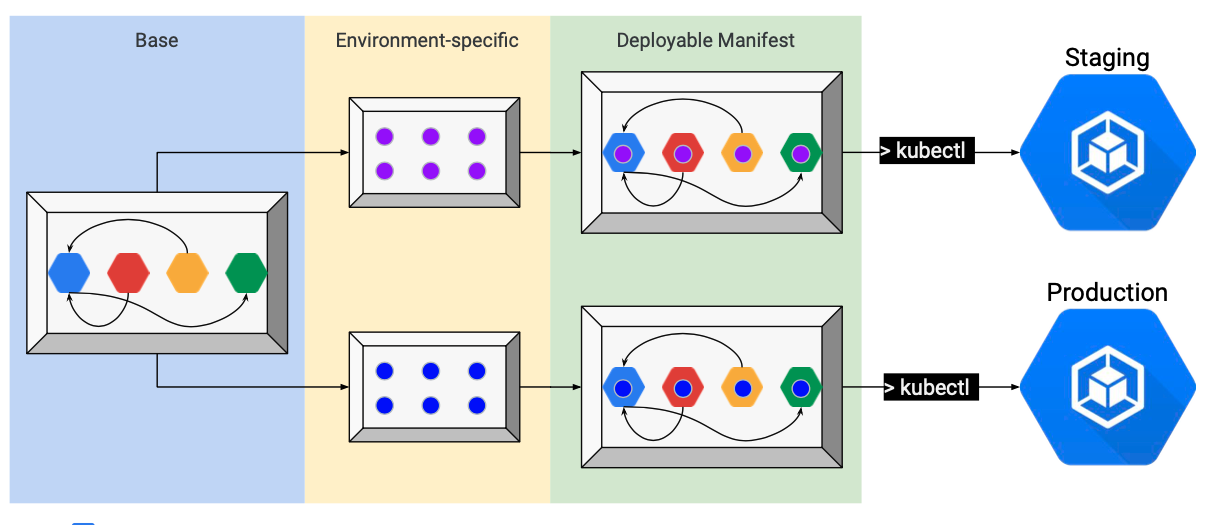 Base
Environment-specific
Deployable Manifest
Staging
> kubectl
Production
> kubectl